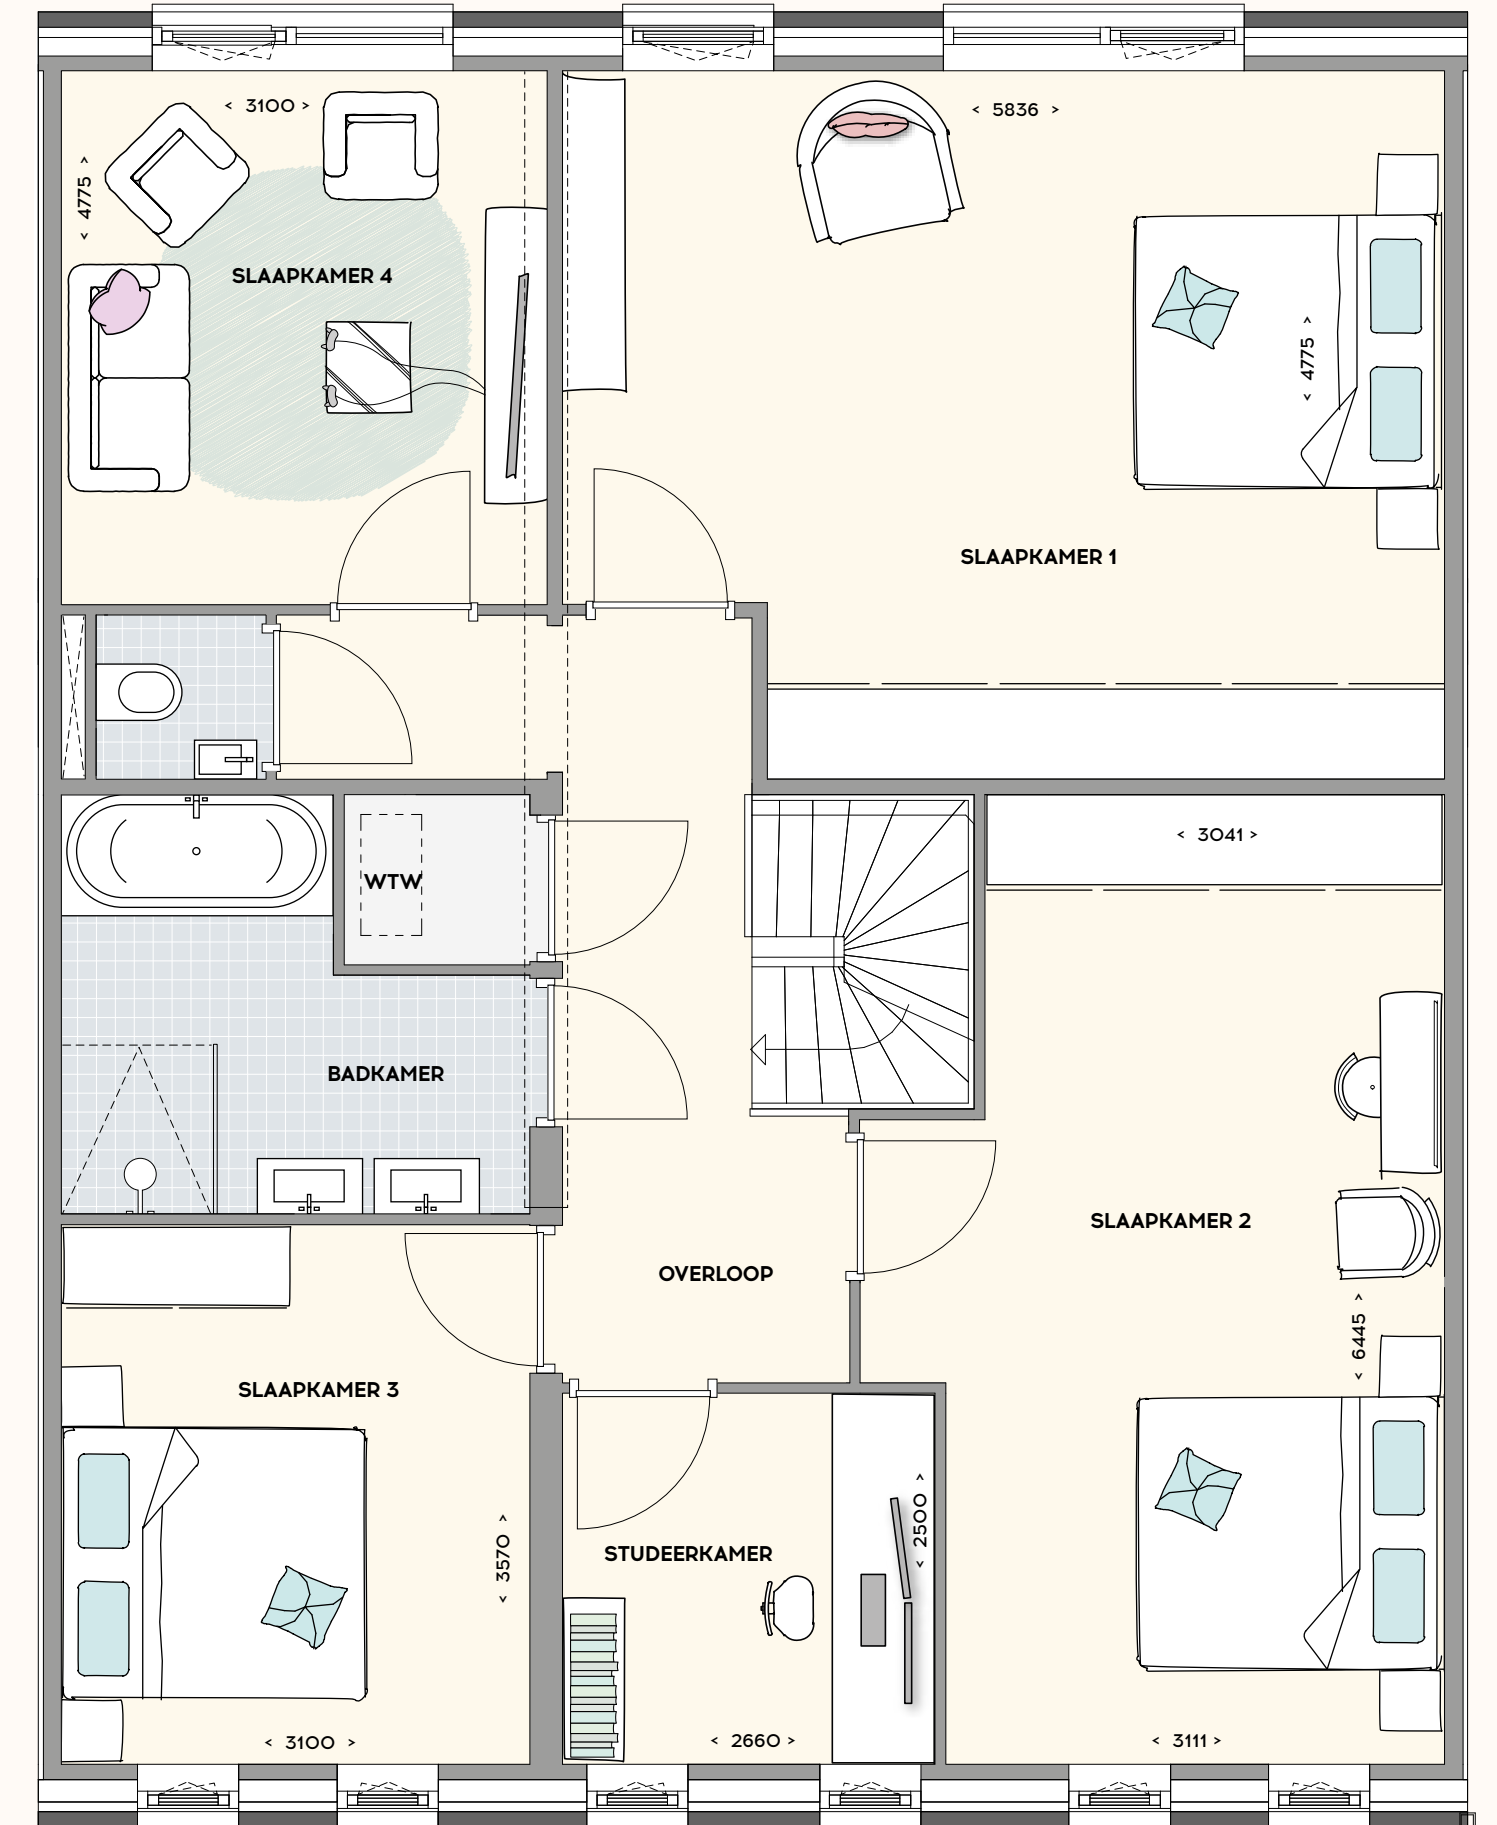 < 3100 >
< 5836 >
< 4775 >
SLAAPKAMER 4
< 4775 >
SLAAPKAMER 1
< 3041 >
WTW
BADKAMER
SLAAPKAMER 2
OVERLOOP
< 6445 >
SLAAPKAMER 3
< 2500 >
STUDEERKAMER
< 3570 >
< 3100 >
< 2660 >
< 3111 >